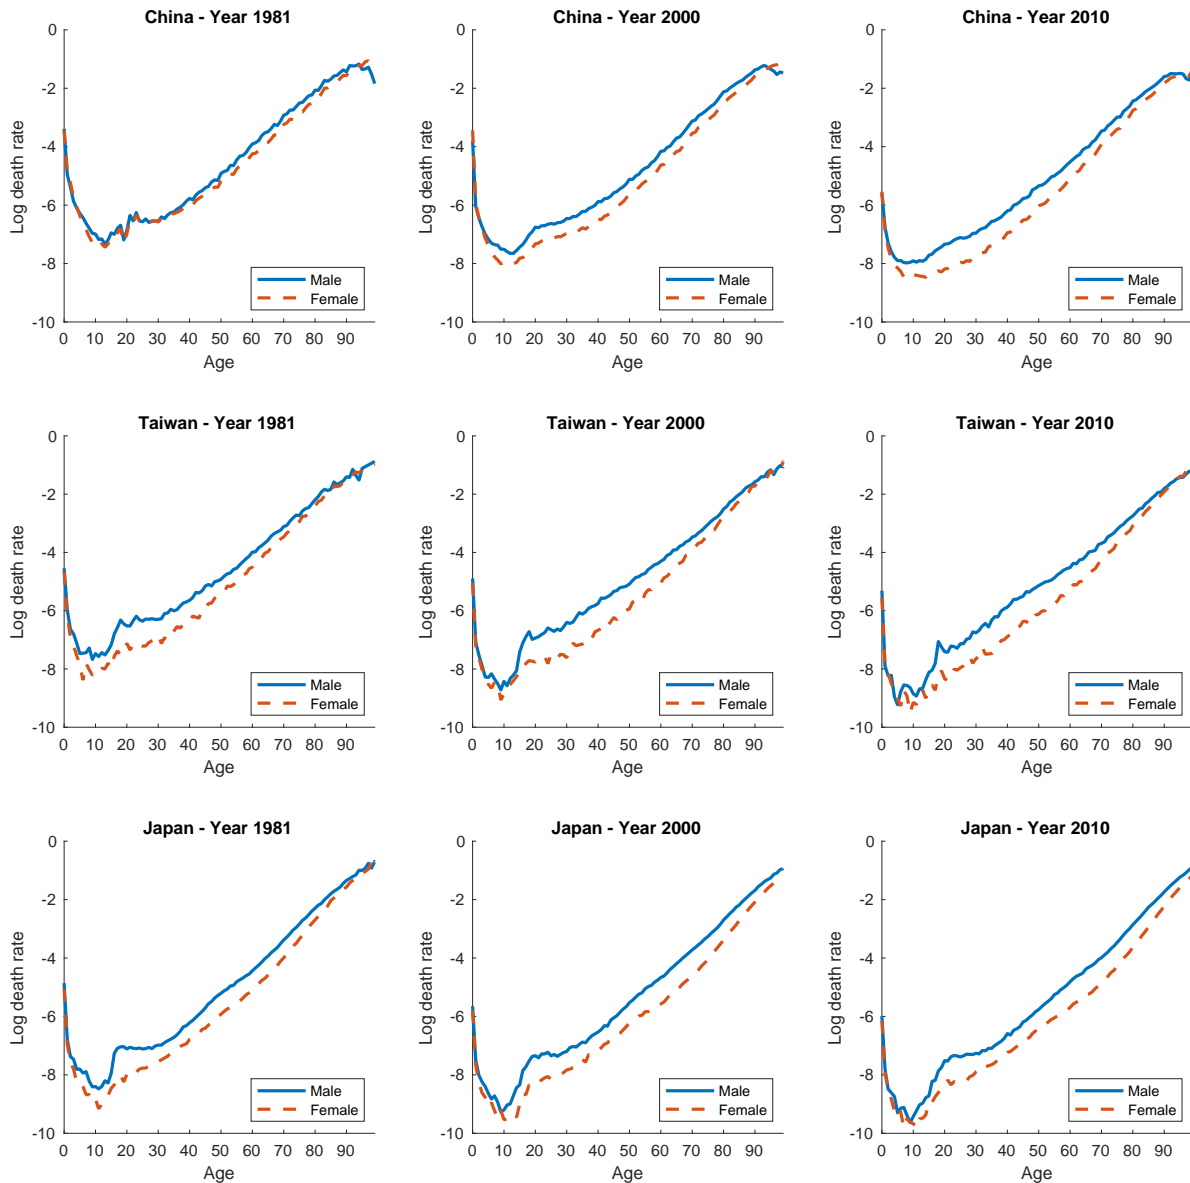 China - Year 1981
0
-2
-4
-6
-8
-10
Log death rate
Male
Female
0 10 20 30 40 50 60 70 80 90
Age
China - Year 2000
0
-2
-4
-6
-8
-10
Log death rate
Male
Female
0 10 20 30 40 50 60 70 80 90
Age
China - Year 2010
0
-2
-4
-6
-8
-10
Log death rate
Male
Female
0 10 20 30 40 50 60 70 80 90
Age
Taiwan - Year 1981
0
-2
-4
-6
-8
-10
Log death rate
Male
Female
0 10 20 30 40 50 60 70 80 90
Age
Taiwan - Year 2000
0
-2
-4
-6
-8
-10
Log death rate
Male
Female
0 10 20 30 40 50 60 70 80 90
Age
Taiwan - Year 2010
0
-2
-4
-6
-8
-10
Log death rate
Male
Female
0 10 20 30 40 50 60 70 80 90
Age
Japan - Year 1981
0
-2
-4
-6
-8
-10
Log death rate
Male
Female
0 10 20 30 40 50 60 70 80 90
Age
Japan - Year 2000
0
-2
-4
-6
-8
-10
Log death rate
Male
Female
0 10 20 30 40 50 60 70 80 90
Age
Japan - Year 2010
0
-2
-4
-6
-8
-10
Log death rate
Male
Female
0 10 20 30 40 50 60 70 80 90
Age